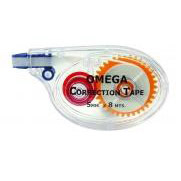 OMEGA
CORRECTION TAPE
5mm x 8 mts.